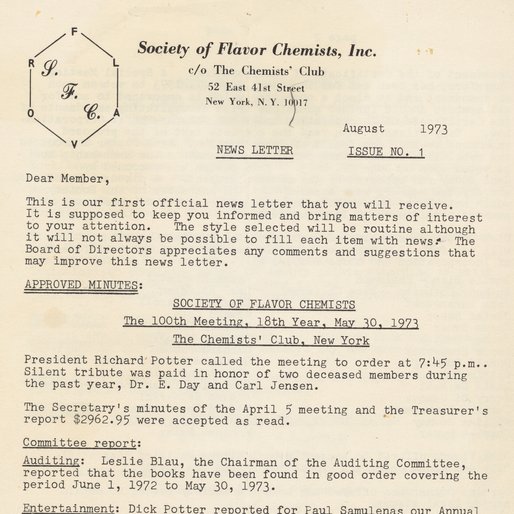 F
R L
S.
F.
C.
O A
V
Society of Flavor Chemists, Inc.
c/o The Chemists' Club
52 East 41st Street
New York, N. Y. 10017
August 1973
NEWS LETTER ISSUE NO. 1
Dear Member,
This is our first official news letter that you will receive.
It is supposed to keep you informed and bring matters of interest
to your attention. The style selected will be routine although
it will not always be possible to fill each item with news. The
Board of Directors appreciates any comments and suggestions that
may improve this news letter.
APPROVED MINUTES:
SOCIETY OF FLAVOR CHEMISTS
The 100th Meeting, 18th Year, May 30, 1973
The Chemists' Club, New York
President Richard Potter called the meeting to order at 7:45 p.m..
Silent tribute was paid in honor of two deceased members during
the past year, Dr. E. Day and Carl Jensen.
The Secretary's minutes of the April 5 meeting and the Treasurer's
report $2962.95 were accepted as read.
Committee report:
Auditing: Leslie Blau, the Chairman of the Auditing Committee,
reported that the books have been found in good order covering the
period June 1, 1972 to May 30, 1973.
Entertainment: Dick Potter reported for Paul Samulenas our Annual